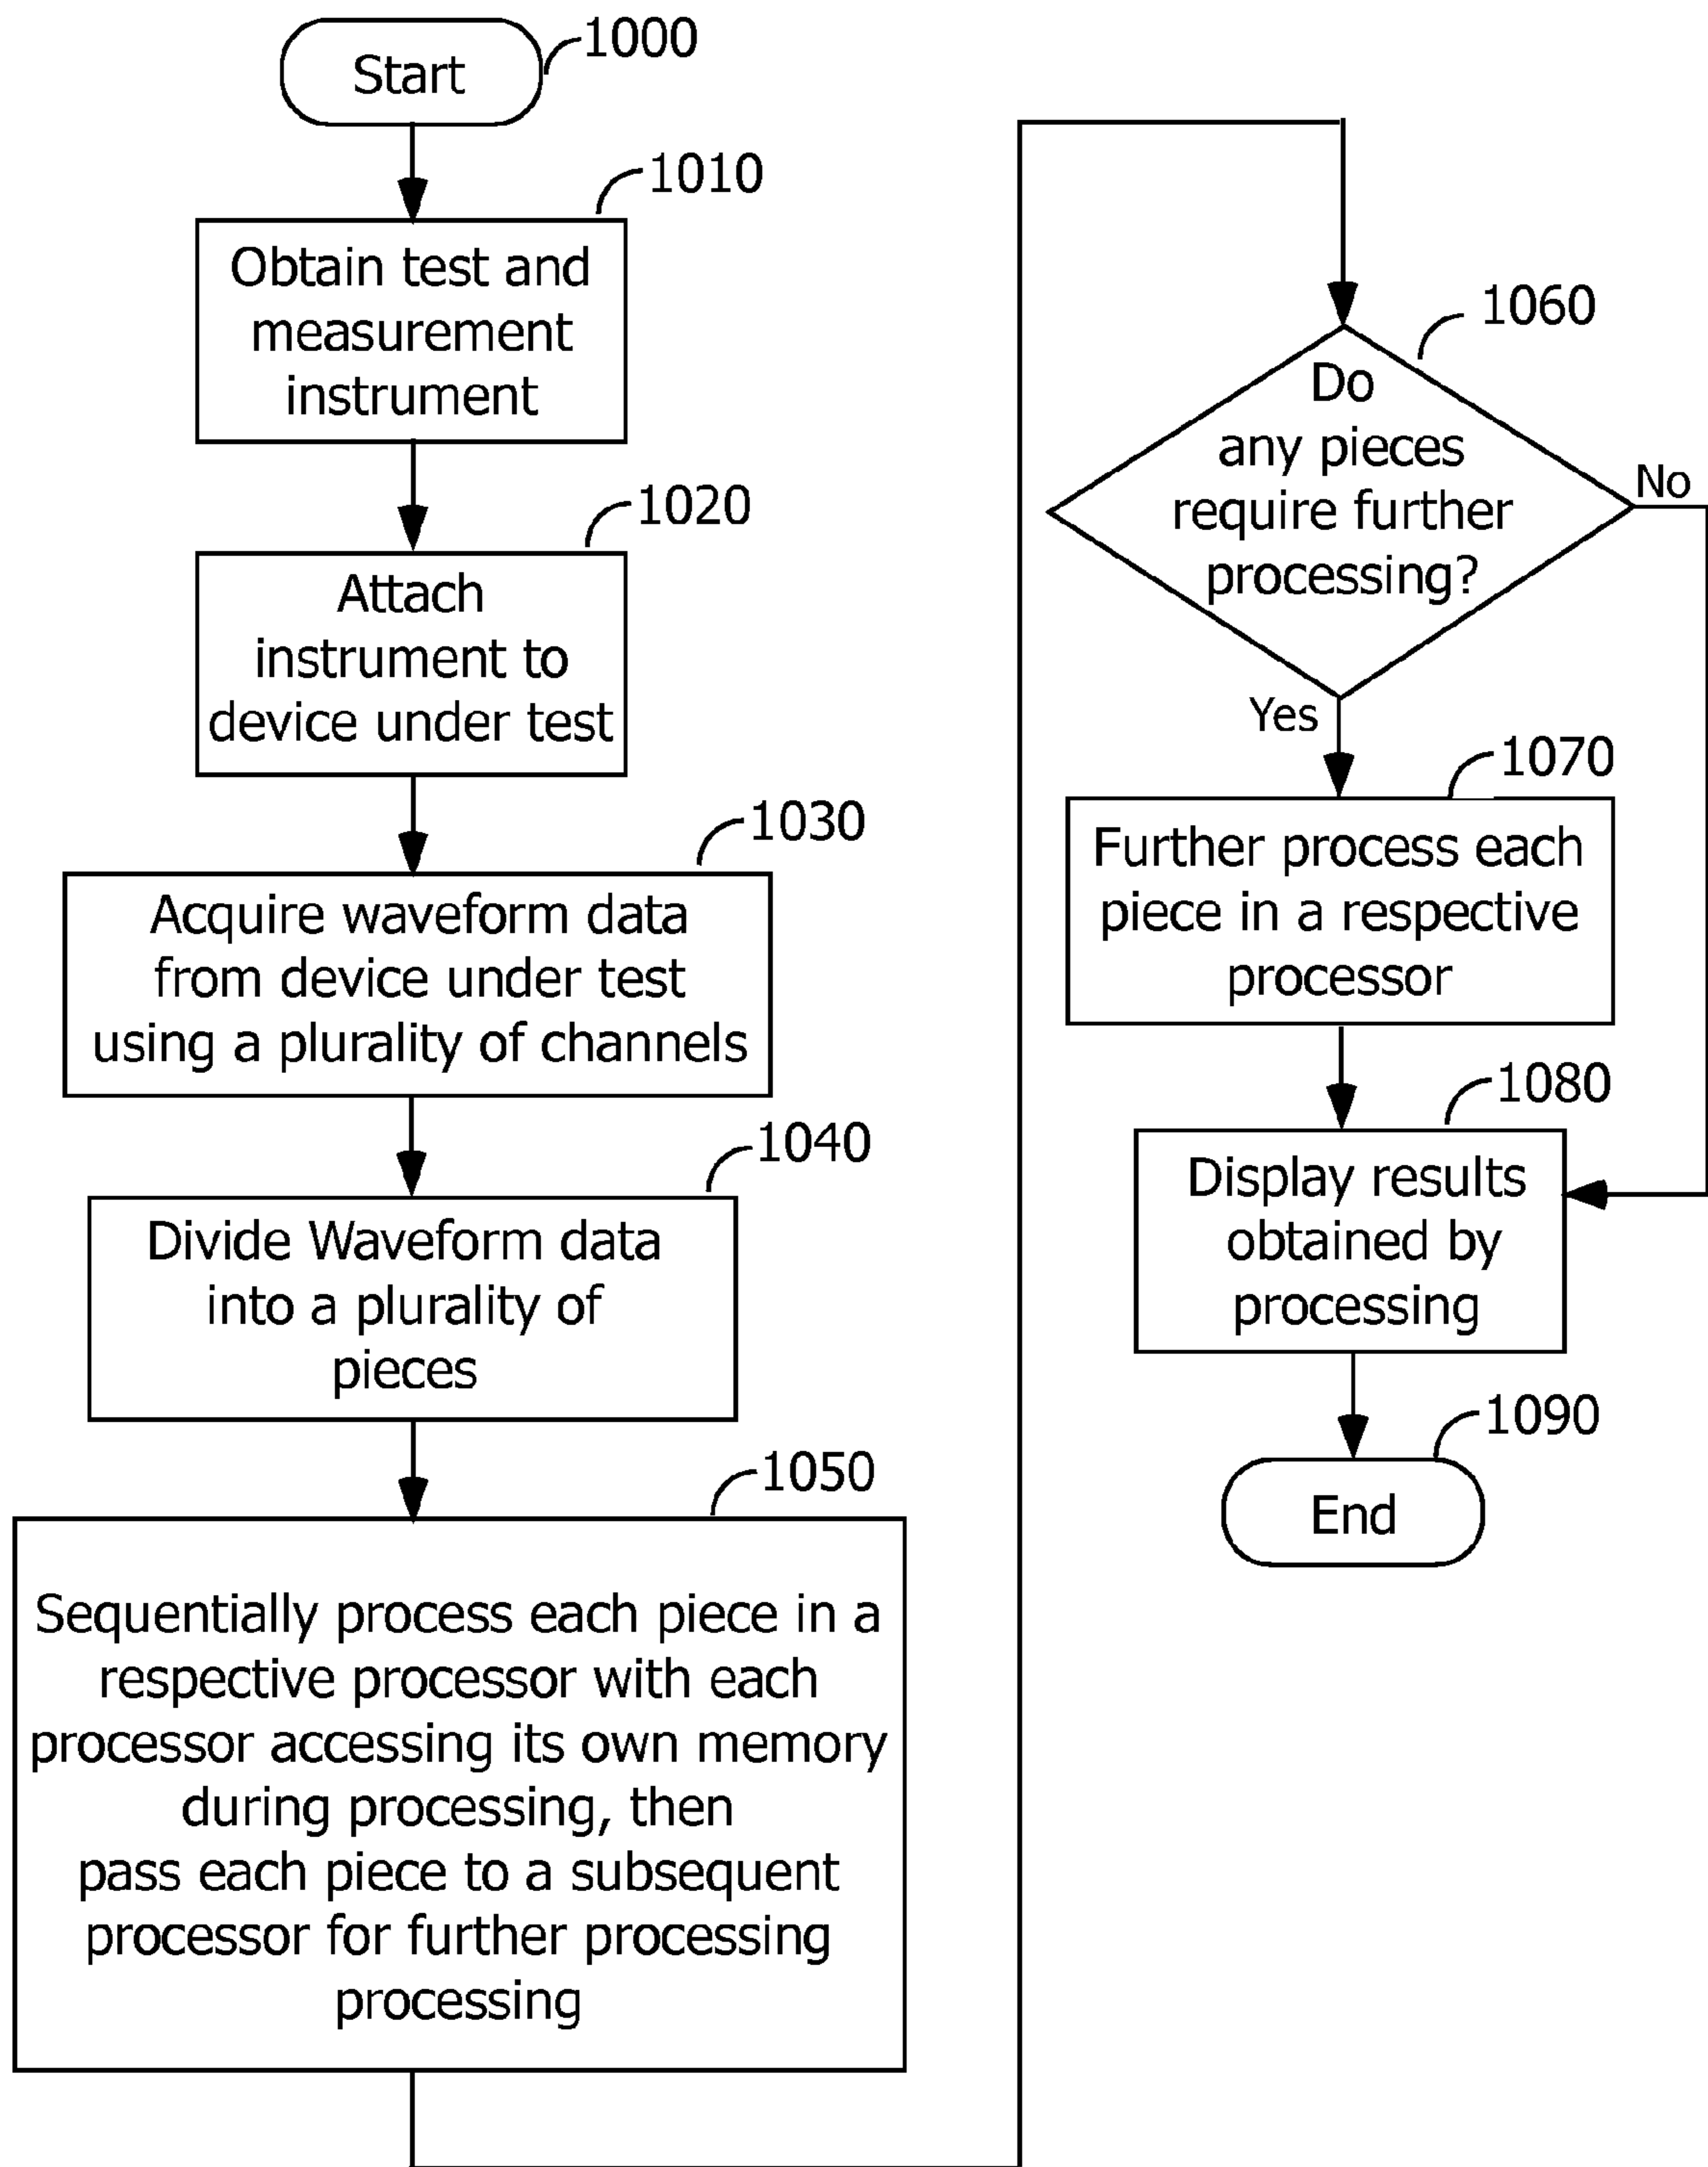 Start
1000
1010
Obtain test and
measurement
instrument
1020
Attach
instrument to
device under test
1030
Acquire waveform data
from device under test
using a plurality of channels
1040
Divide Waveform data
into a plurality of
pieces
1050
Sequentially process each piece in a
respective processor with each
processor accessing its own memory
during processing, then
pass each piece to a subsequent
processor for further processing
processing
1060
Do
any pieces
require further
processing?
No
Yes
1070
Further process each
piece in a respective
processor
1080
Display results
obtained by
processing
1090
End